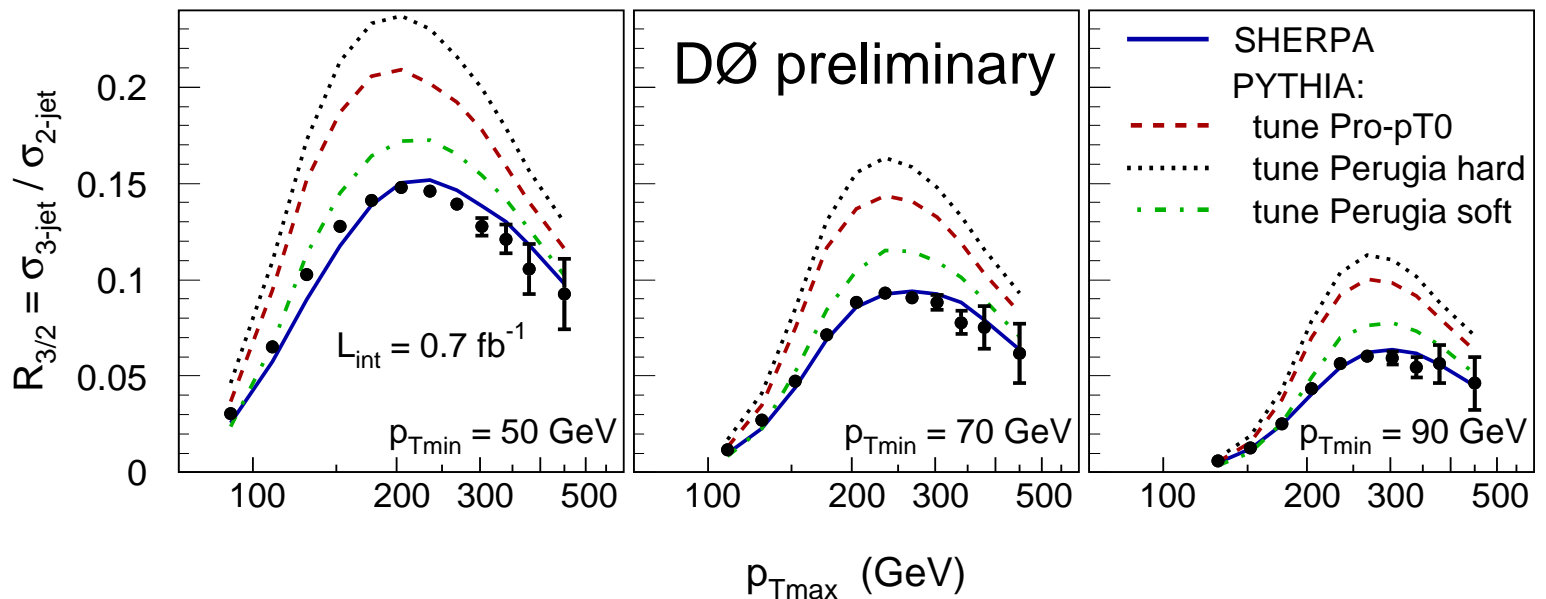 R3/2 = σ3-jet / σ2-jet
0.2
0.15
0.1
0.05
0
Lint = 0.7 fb-1
pTmin = 50 GeV
100 200 300 500
DØ preliminary
pTmin = 70 GeV
100 200 300 500
SHERPA
PYTHIA:
tune Pro-pT0
tune Perugia hard
tune Perugia soft
pTmin = 90 GeV
100 200 300 500
pTmax (GeV)